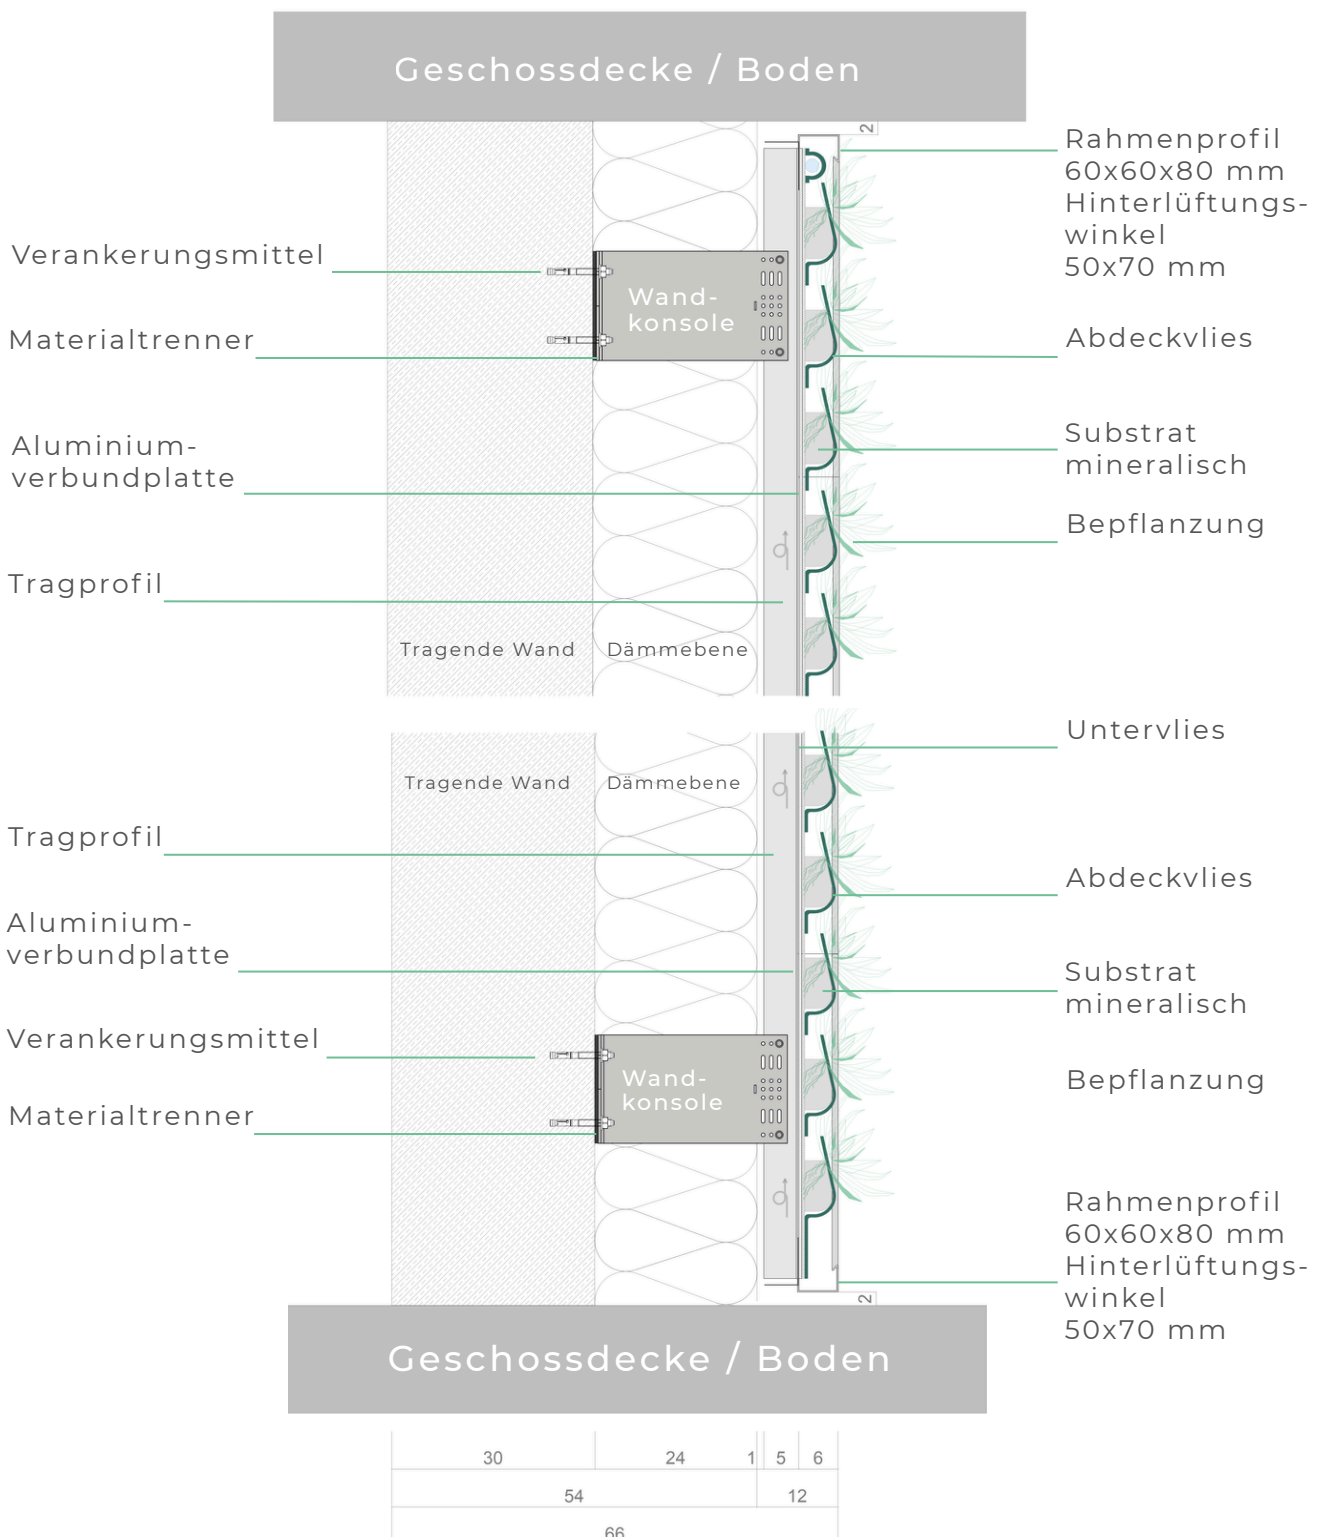 Geschossdecke / Boden
2
Rahmenprofil
60x60x80 mm
Hinterlüftungs-
winkel
50x70 mm
Verankerungsmittel
Wand-
konsole
Materialtrenner
Abdeckvlies
Aluminium-
verbundplatte
Substrat
mineralisch
Bepflanzung
Tragprofil
Tragende Wand
Dämmebene
Untervlies
Tragende Wand
Dämmebene
Tragprofil
Abdeckvlies
Aluminium-
verbundplatte
Substrat
mineralisch
Verankerungsmittel
Wand-
konsole
Bepflanzung
Materialtrenner
Rahmenprofil
60x60x80 mm
Hinterlüftungs-
winkel
50x70 mm
2
Geschossdecke / Boden
30 24 1 5 6
54 12
66